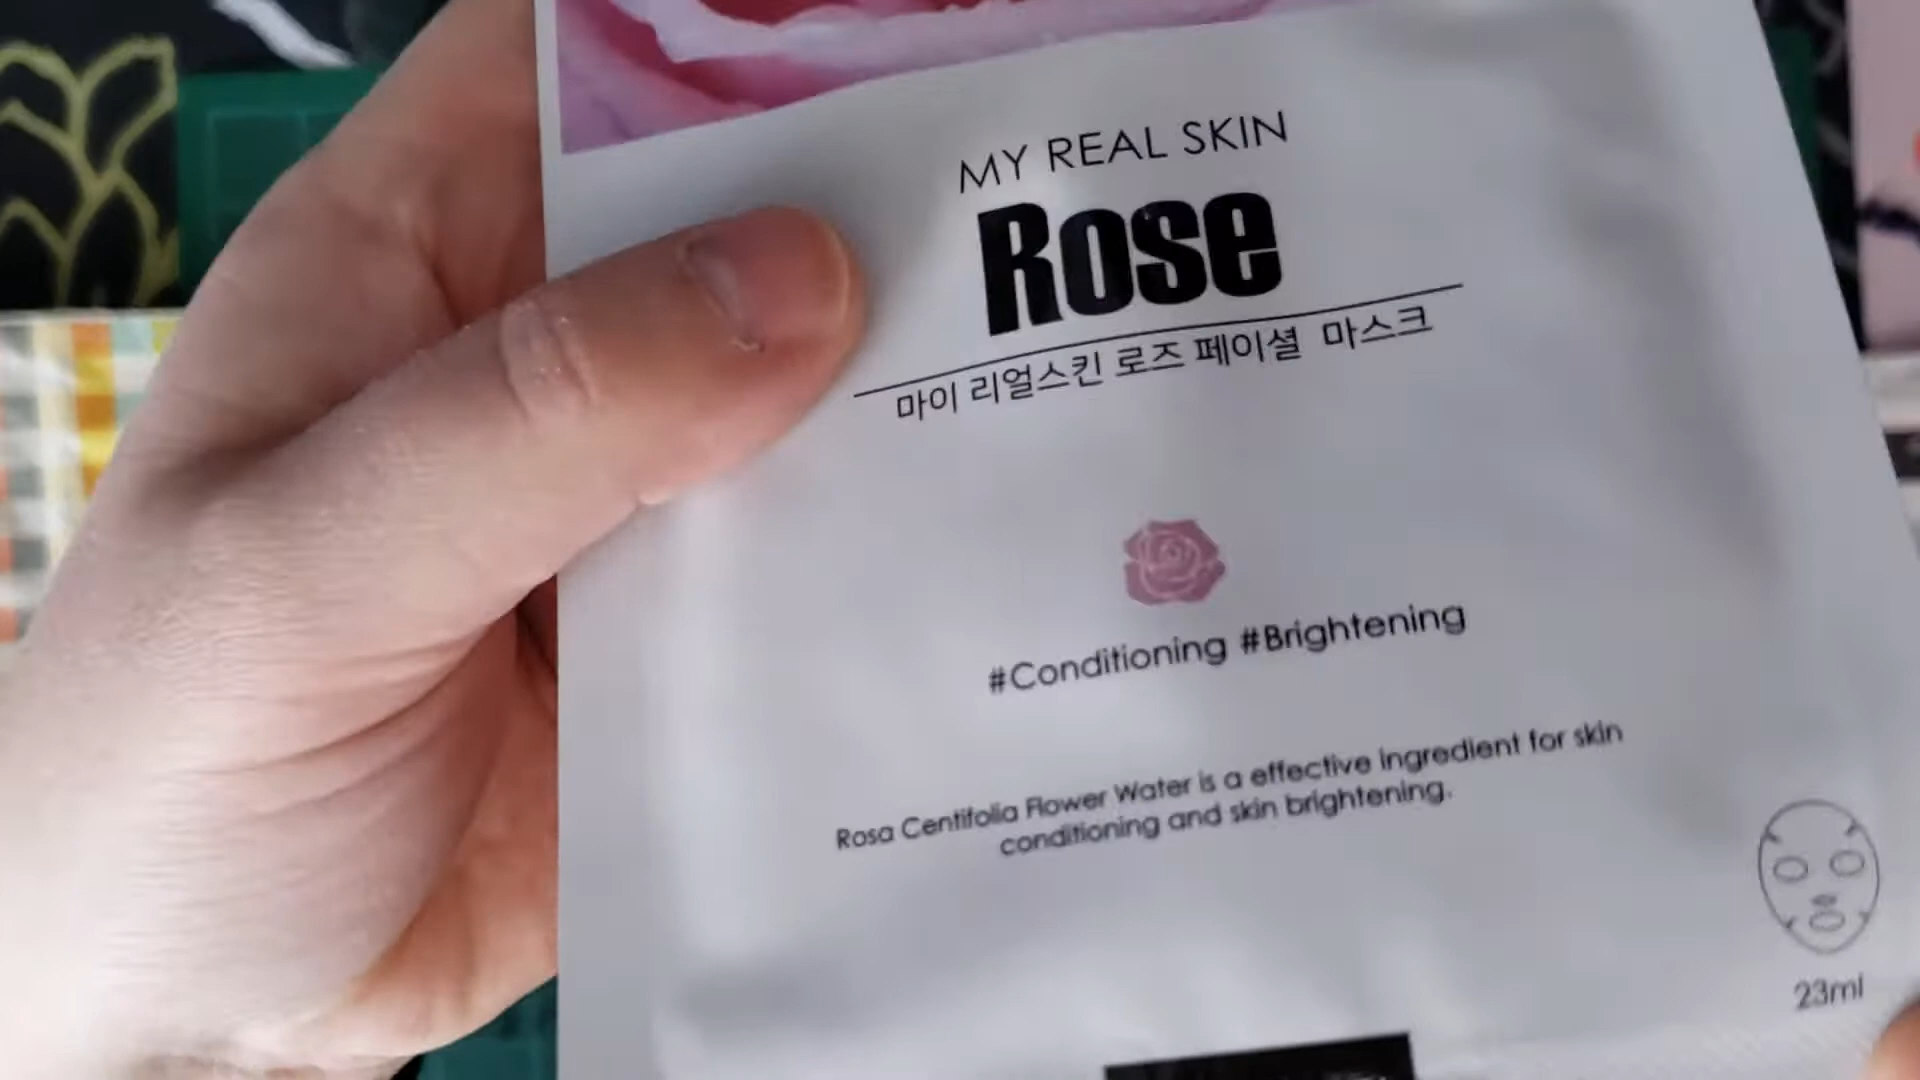 MY REAL SKIN
Rose
마이 리얼스킨 로즈 페이셜 마스크
#Conditioning #Brightening
Rosa Centifolia Flower Water is a effective ingredient for skin
conditioning and skin brightening.
23ml